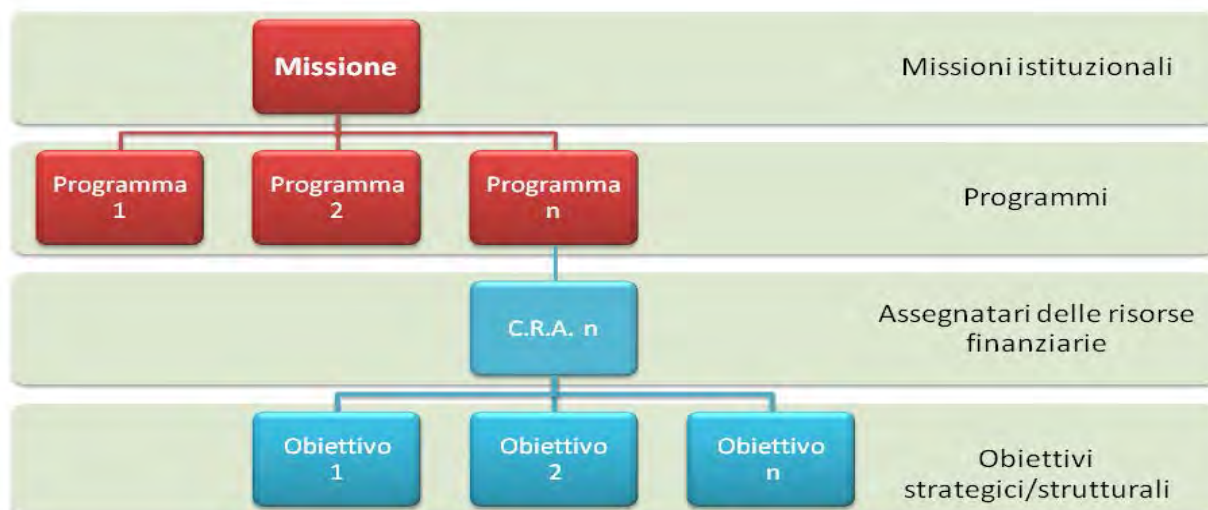 Missione
Missioni istituzionali
Programma
1
Programma
2
Programma
n
Programmi
C.R.A. n
Assegnatari delle risorse
finanziarie
Obiettivo
1
Obiettivo
2
Obiettivo
n
Obiettivi
strategici/strutturali